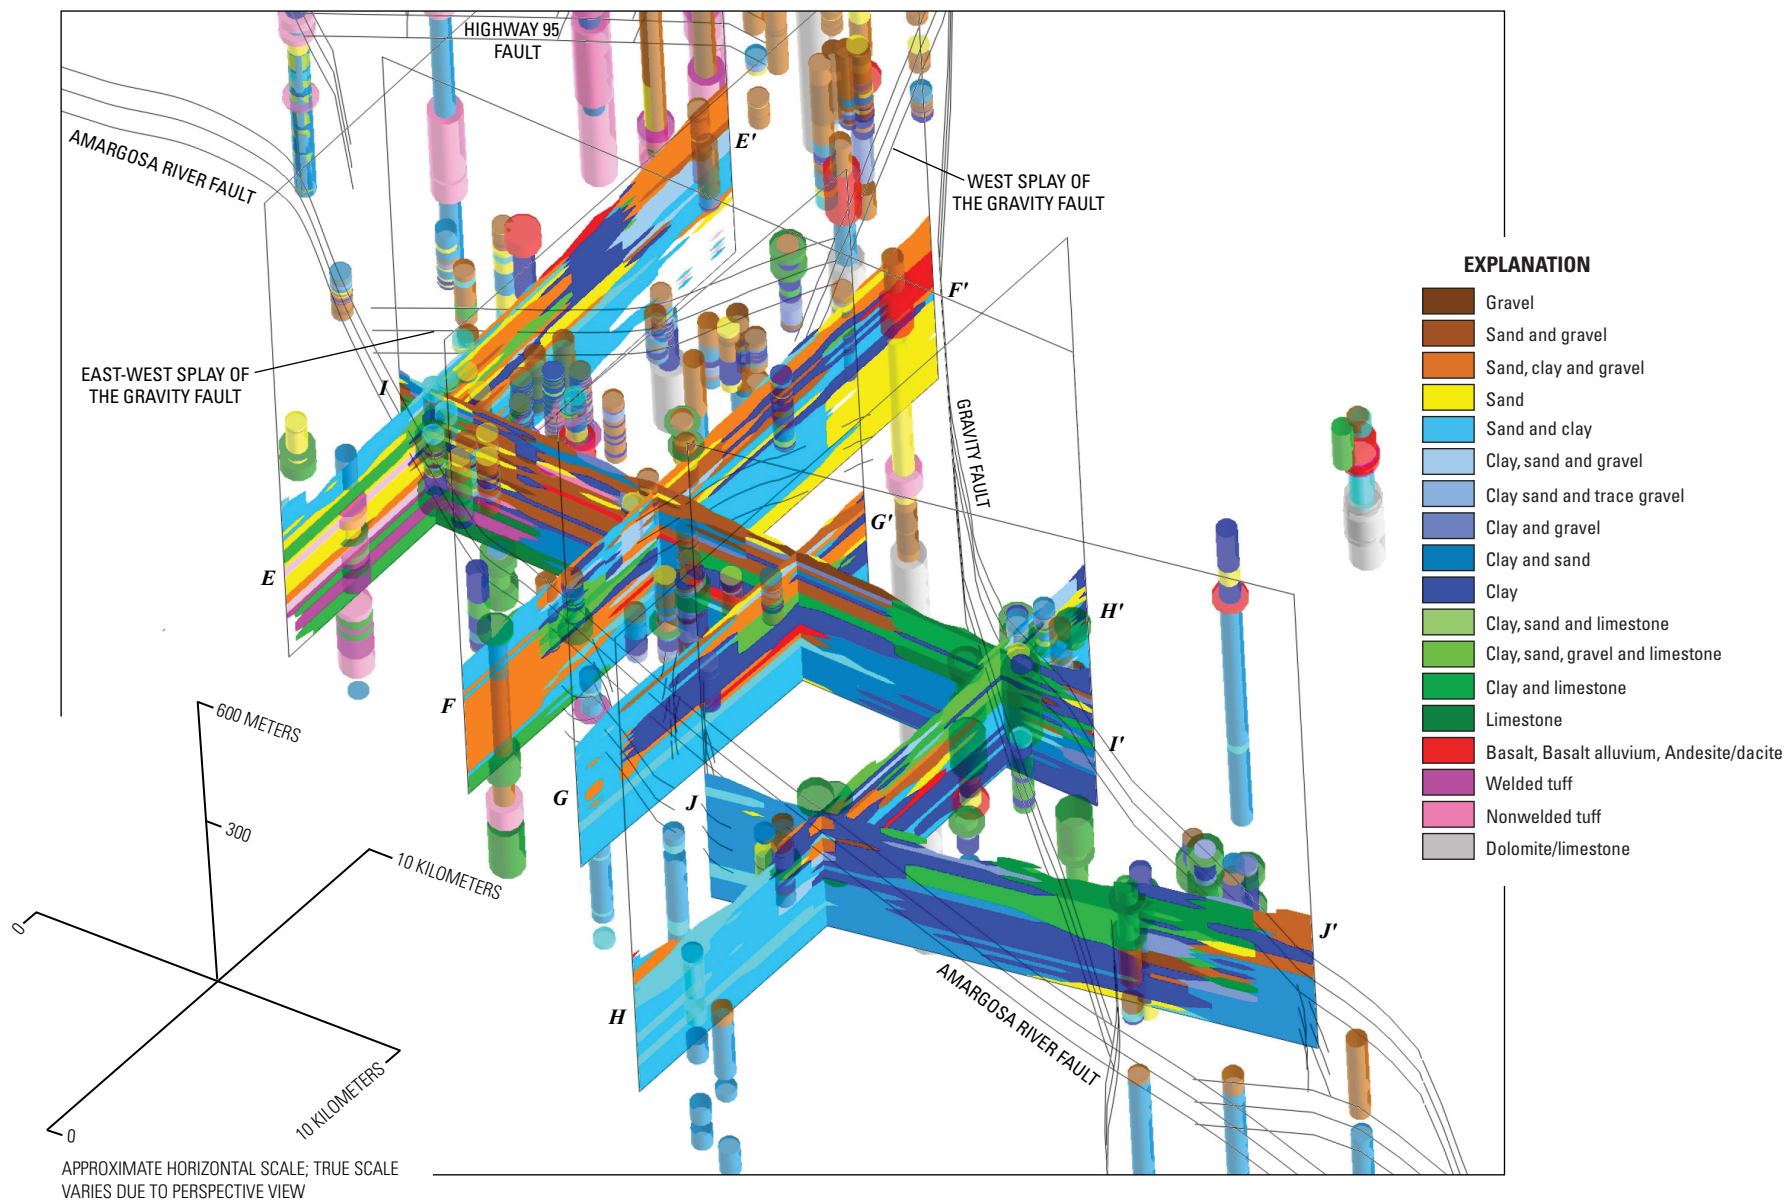 HIGHWAY 95
FAULT
AMARGOSA RIVER FAULT
E'
WEST SPLAY OF
THE GRAVITY FAULT
F'
EAST-WEST SPLAY OF
THE GRAVITY FAULT
I
GRAVITY FAULT
G'
E
H'
F
I'
G
J
J'
H
AMARGOSA RIVER FAULT
600 METERS
300
10 KILOMETERS
0
10 KILOMETERS
0
APPROXIMATE HORIZONTAL SCALE; TRUE SCALE
VARIES DUE TO PERSPECTIVE VIEW
EXPLANATION
Gravel
Sand and gravel
Sand, clay and gravel
Sand
Sand and clay
Clay, sand and gravel
Clay sand and trace gravel
Clay and gravel
Clay and sand
Clay
Clay, sand and limestone
Clay, sand, gravel and limestone
Clay and limestone
Limestone
Basalt, Basalt alluvium, Andesite/dacite
Welded tuff
Nonwelded tuff
Dolomite/limestone